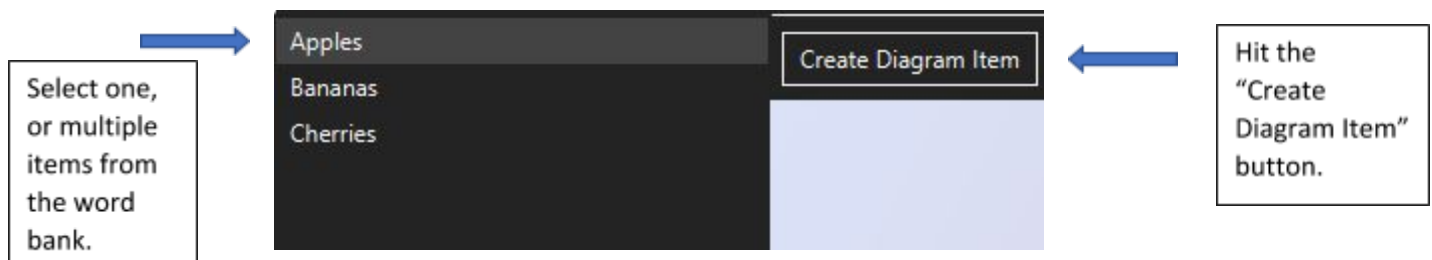 Select one,
or multiple
items from
the word
bank.
Apples
Bananas
Cherries
Create Diagram Item
Hit the
“Create
Diagram Item”
button.